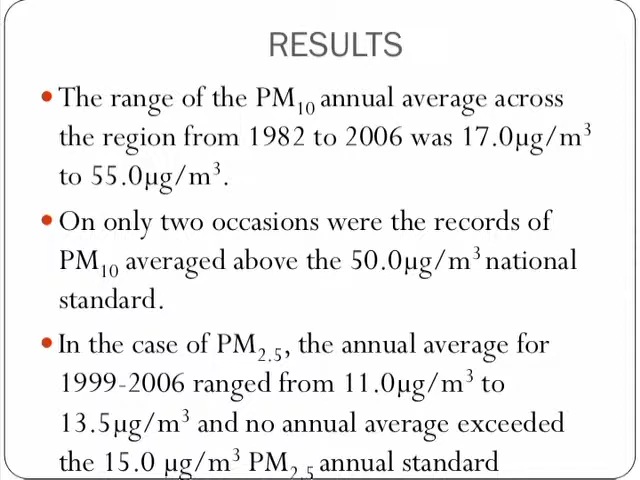 RESULTS
• The range of the PM₁₀ annual average across
the region from 1982 to 2006 was 17.0µg/m³
to 55.0µg/m³.
• On only two occasions were the records of
PM₁₀ averaged above the 50.0µg/m³ national
standard.
• In the case of PM₂.₅, the annual average for
1999-2006 ranged from 11.0µg/m³ to
13.5µg/m³ and no annual average exceeded
the 15.0 µg/m³ PM₂.₅ annual standard